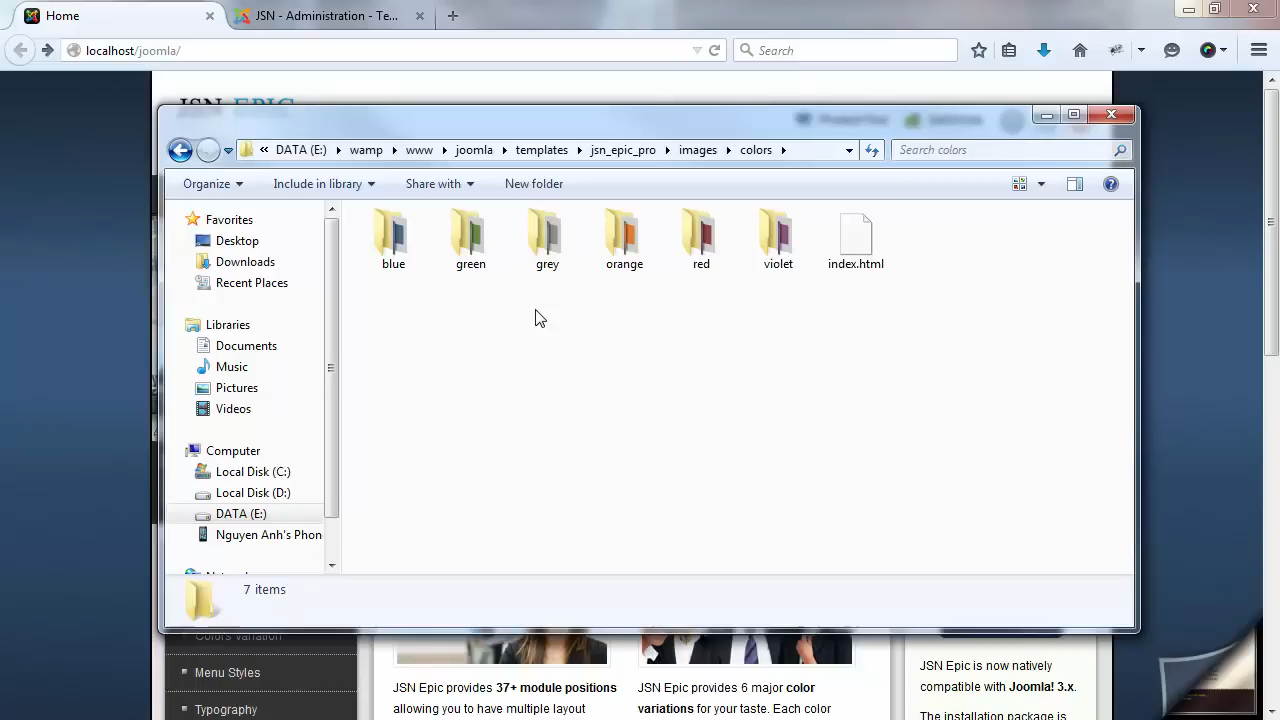 Home
JSN - Administration - Te...
localhost/joomla/
Search
JSN EPIC
DATA (E:) wamp www joomla templates jsn_epic_pro images colors
Search colors
Organize
Include in library
Share with
New folder
Favorites
Desktop
Downloads
Recent Places
Libraries
Documents
Music
Pictures
Videos
Computer
Local Disk (C:)
Local Disk (D:)
DATA (E:)
Nguyen Anh's Phon
blue
green
grey
orange
red
violet
index.html
7 items
Colors Variation
Menu Styles
Typography
JSN Epic provides 37+ module positions
allowing you to have multiple layout
JSN Epic provides 6 major color
variations for your taste. Each color
JSN Epic is now natively
compatible with Joomla! 3.x.
The installation package is